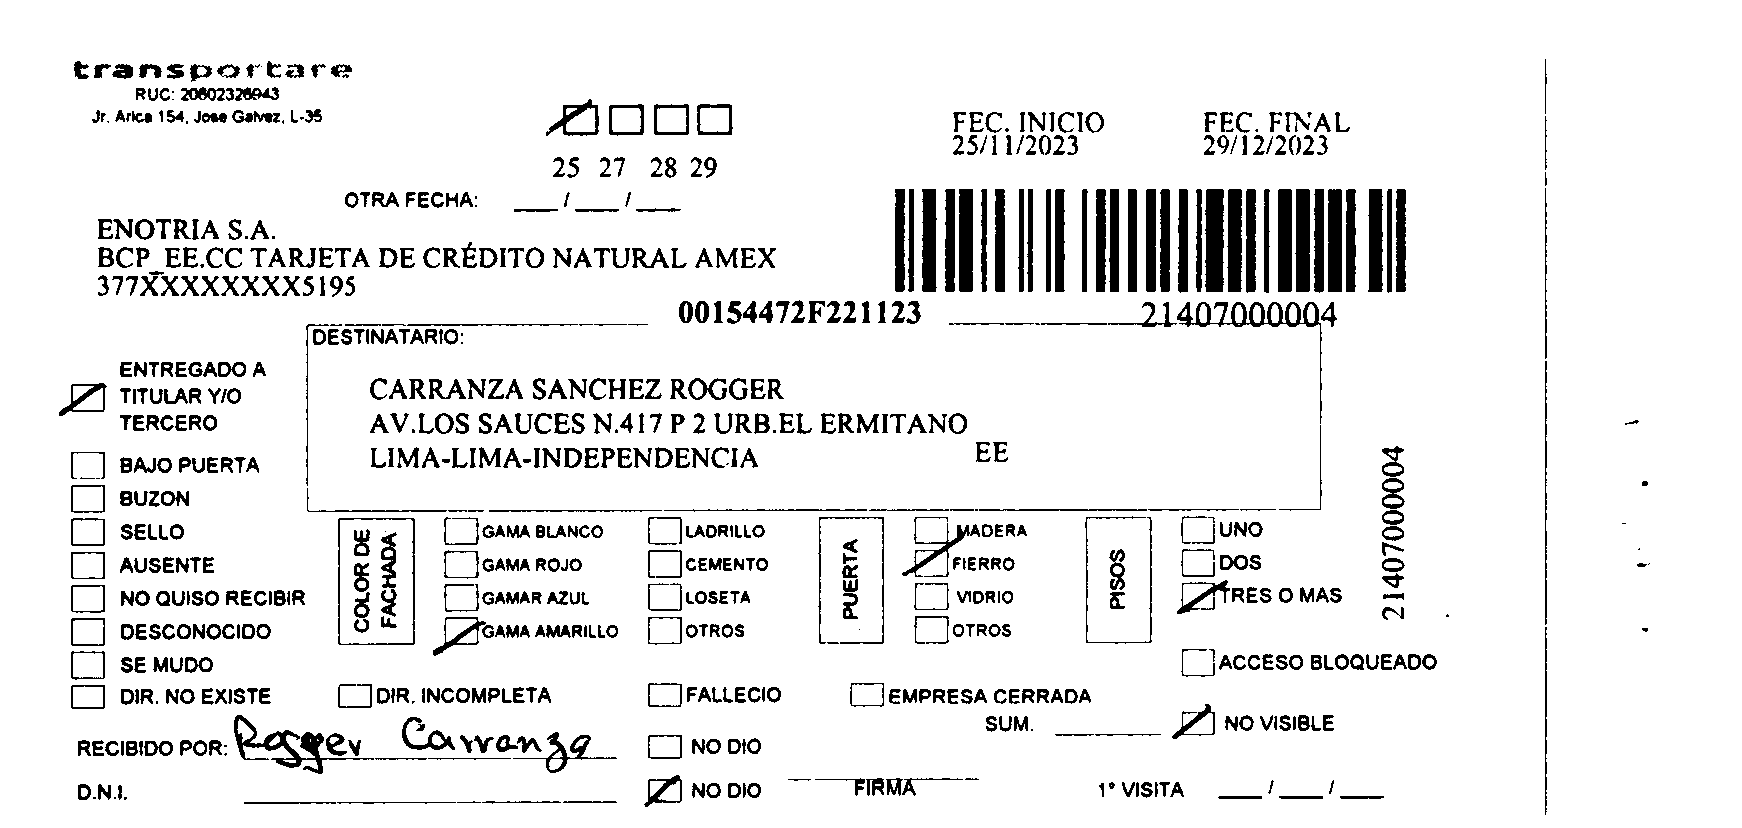 transportare
RUC: 20602326943
Jr. Arica 154, Jose Galvez, L-35
25 27 28 29
OTRA FECHA: ___ / ___ / ___
FEC. INICIO
25/11/2023
FEC. FINAL
29/12/2023
ENOTRIA S.A.
BCP_EE.CC TARJETA DE CRÉDITO NATURAL AMEX
377XXXXXXXX5195
00154472F221123
21407000004
DESTINATARIO:
CARRANZA SANCHEZ ROGGER
AV.LOS SAUCES N.417 P 2 URB.EL ERMITANO
LIMA-LIMA-INDEPENDENCIA EE
21407000004
ENTREGADO A
TITULAR Y/O
TERCERO
BAJO PUERTA
BUZON
SELLO
AUSENTE
NO QUISO RECIBIR
DESCONOCIDO
SE MUDO
DIR. NO EXISTE
COLOR DE
FACHADA
GAMA BLANCO
GAMA ROJO
GAMAR AZUL
GAMA AMARILLO
LADRILLO
CEMENTO
LOSETA
OTROS
PUERTA
MADERA
FIERRO
VIDRIO
OTROS
PISOS
UNO
DOS
TRES O MAS
ACCESO BLOQUEADO
DIR. INCOMPLETA
FALLECIO
EMPRESA CERRADA
SUM. ______
NO VISIBLE
RECIBIDO POR: Rogger Carranza
NO DIO
D.N.I.
NO DIO
FIRMA
1° VISITA ___ / ___ / ___